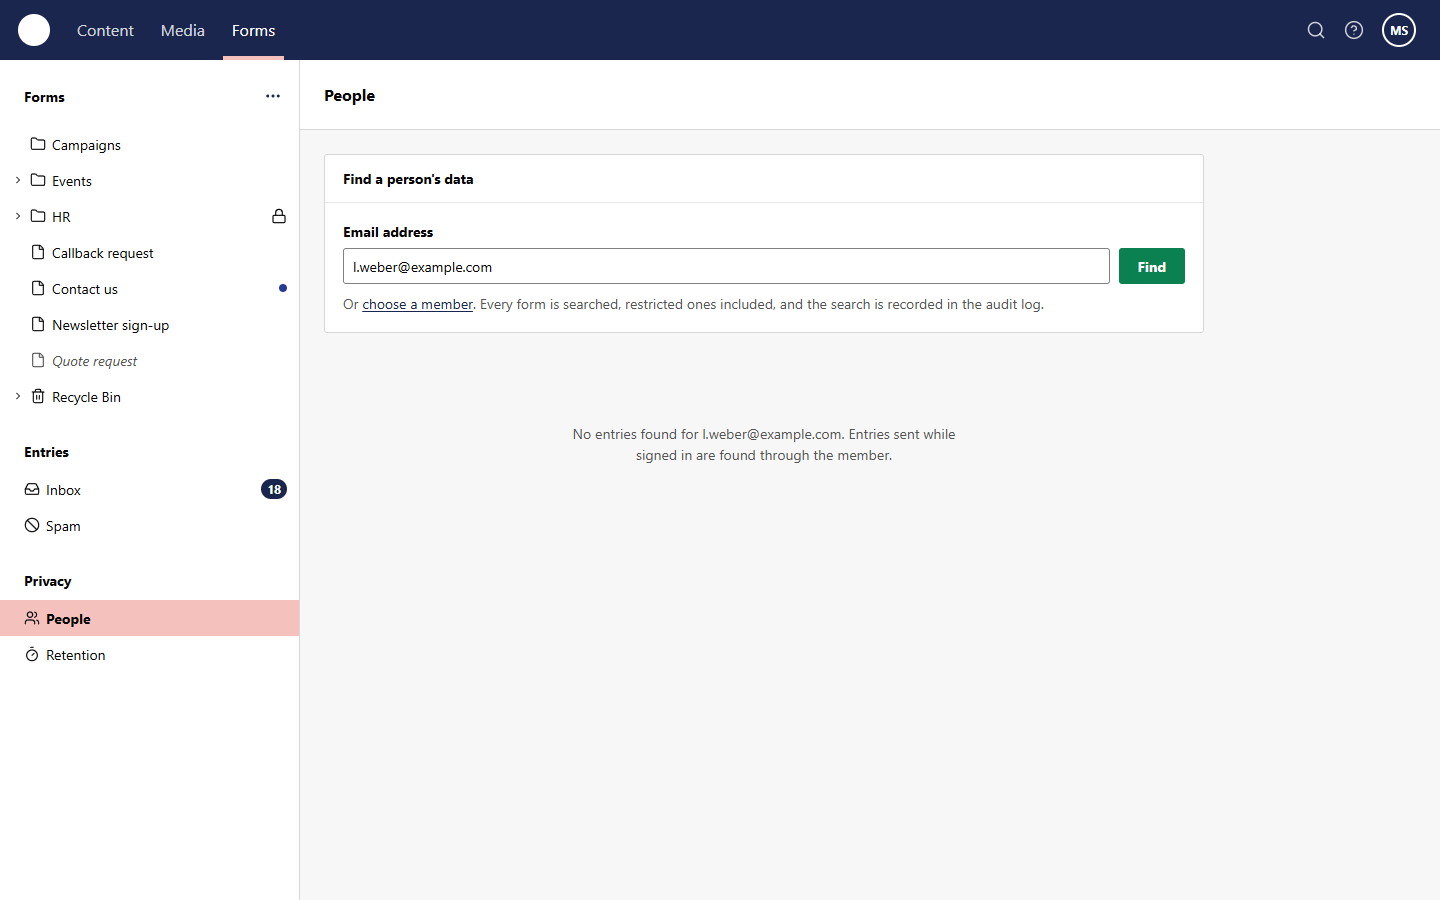 Content
Media
Forms
MS
Forms
Campaigns
Events
HR
Callback request
Contact us
Newsletter sign-up
Quote request
Recycle Bin
Entries
Inbox
18
Spam
Privacy
People
Retention
People
Find a person's data
Email address
l.weber@example.com
Find
Or choose a member. Every form is searched, restricted ones included, and the search is recorded in the audit log.
No entries found for l.weber@example.com. Entries sent while
signed in are found through the member.